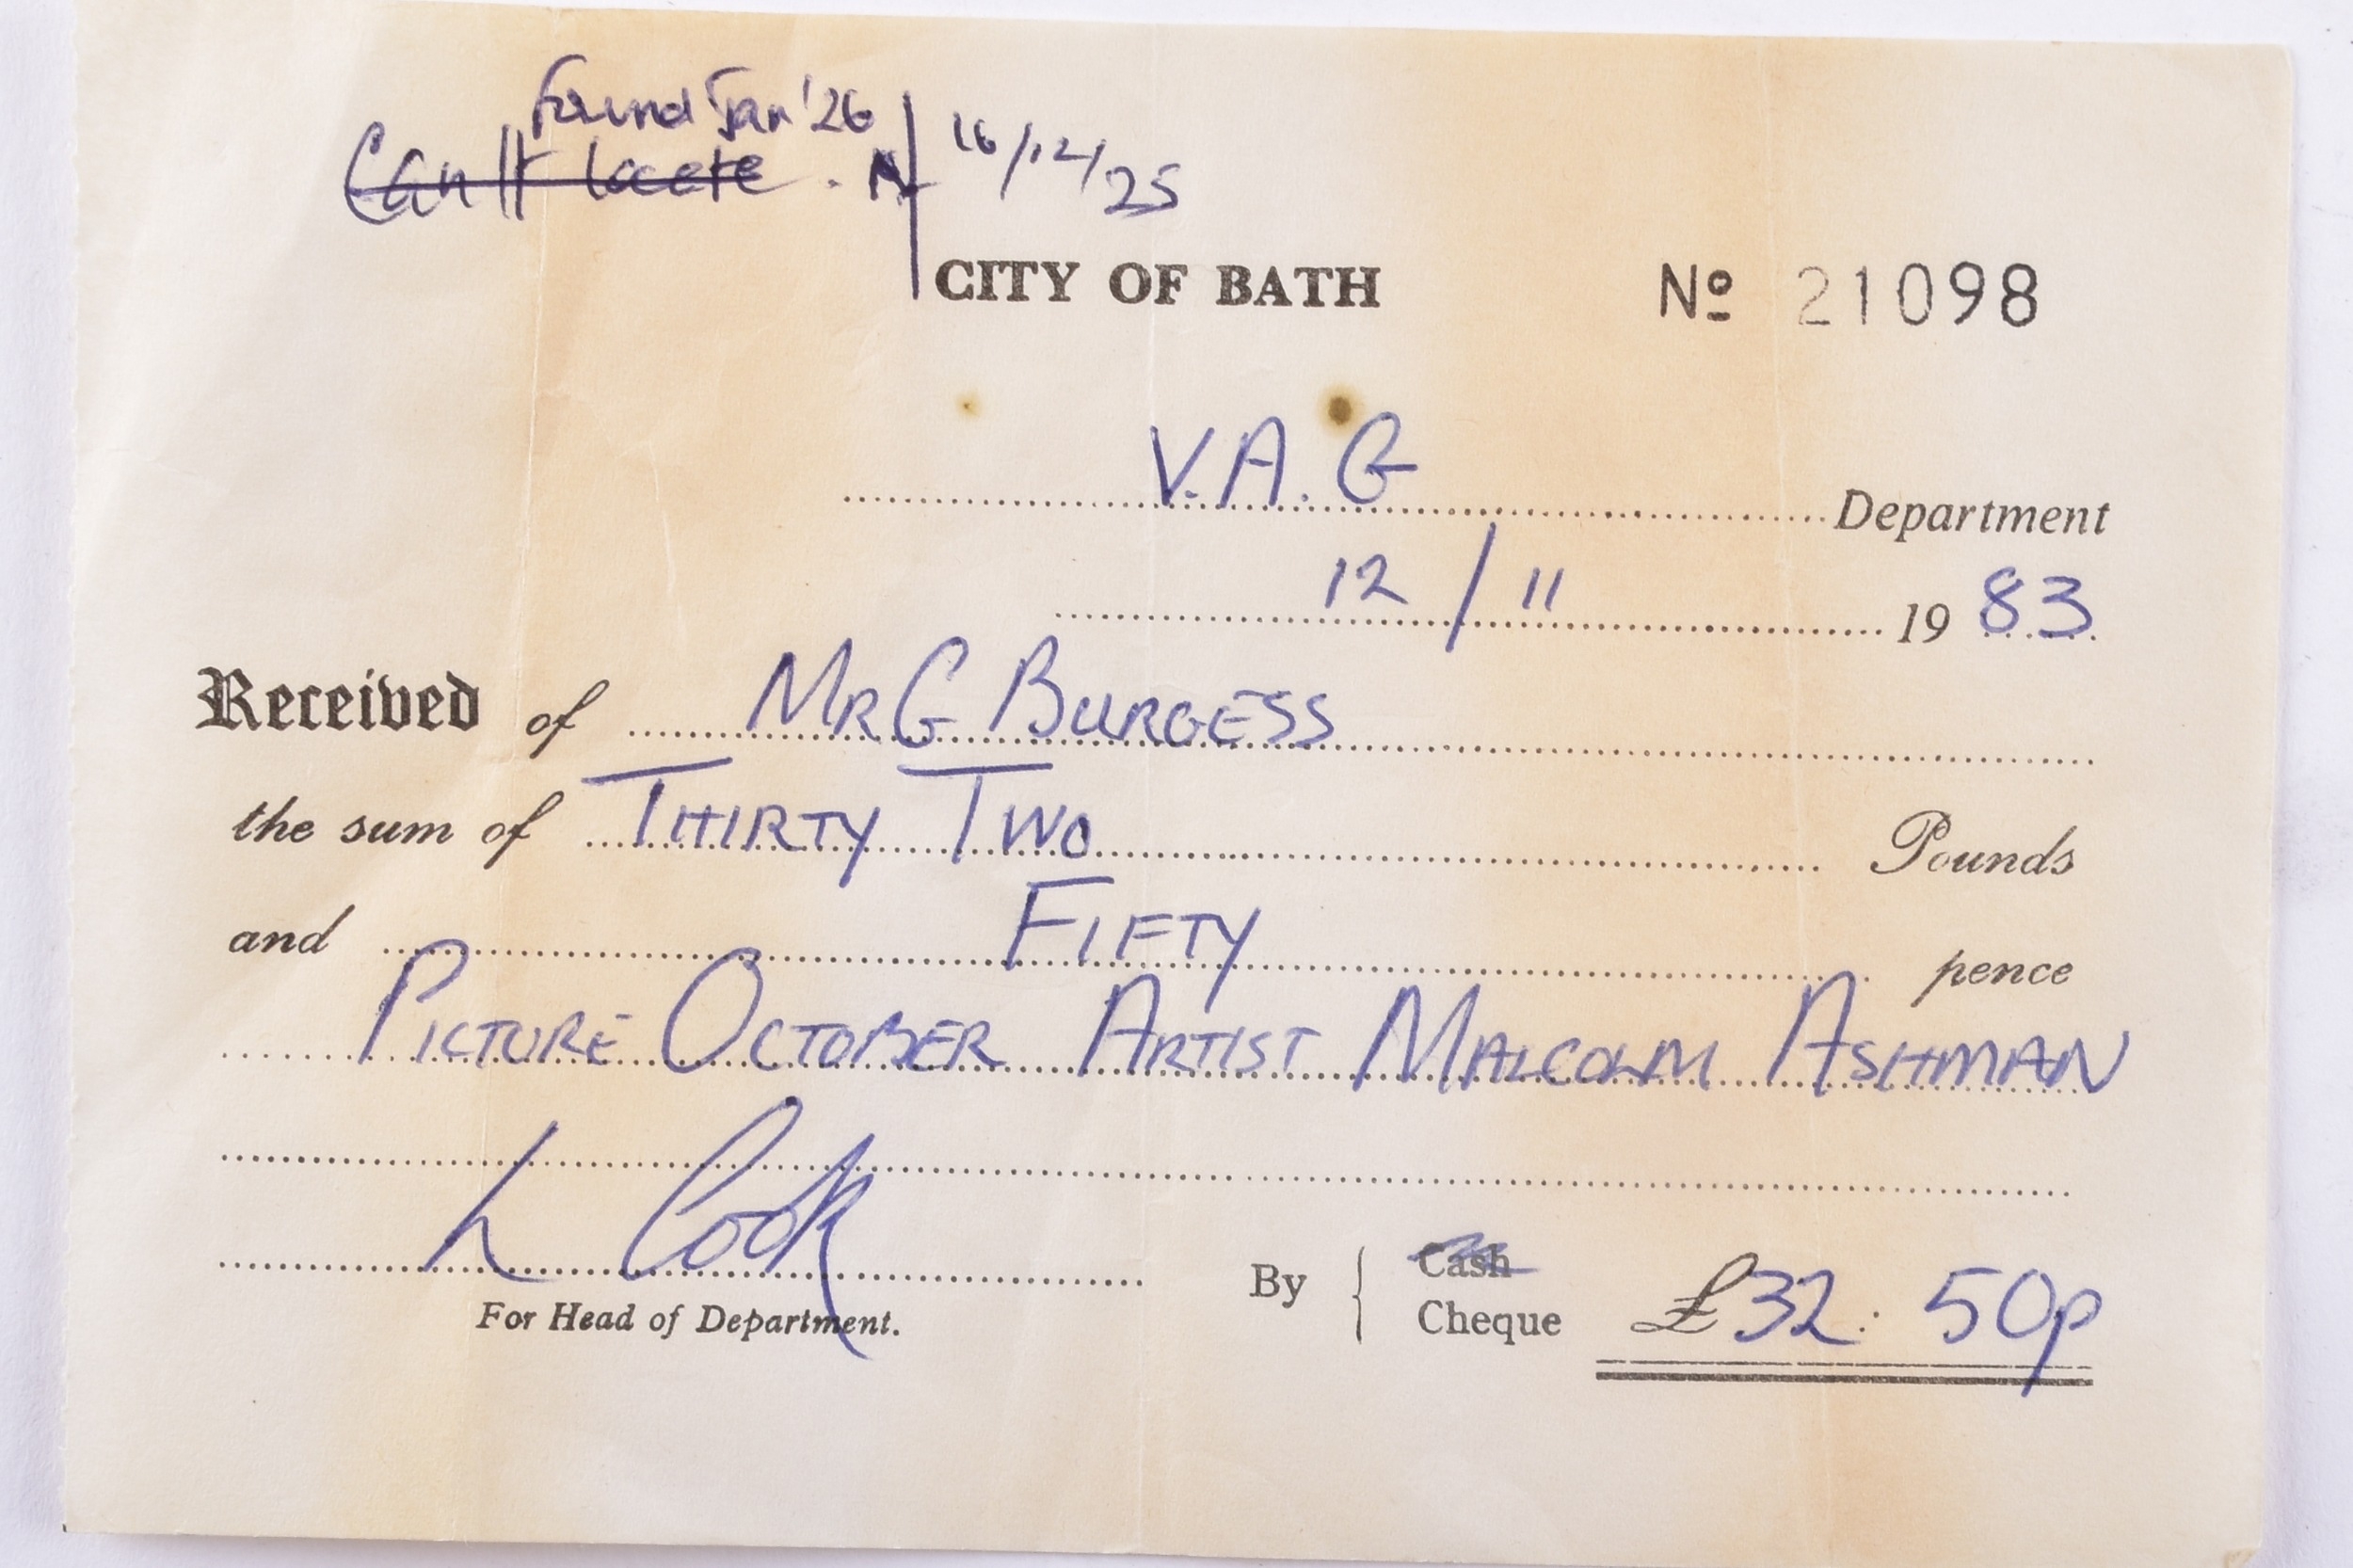 found Jan '26
Can't locate . N 16/12/25
CITY OF BATH
Nº 21098
V.A.G Department
12/11 19 83
Received of Mr G Burgess
the sum of Thirty Two Pounds
and Fifty pence
Picture October Artist Malcolm Ashman
L Cook
For Head of Department.
By { Cash
Cheque £32: 50p